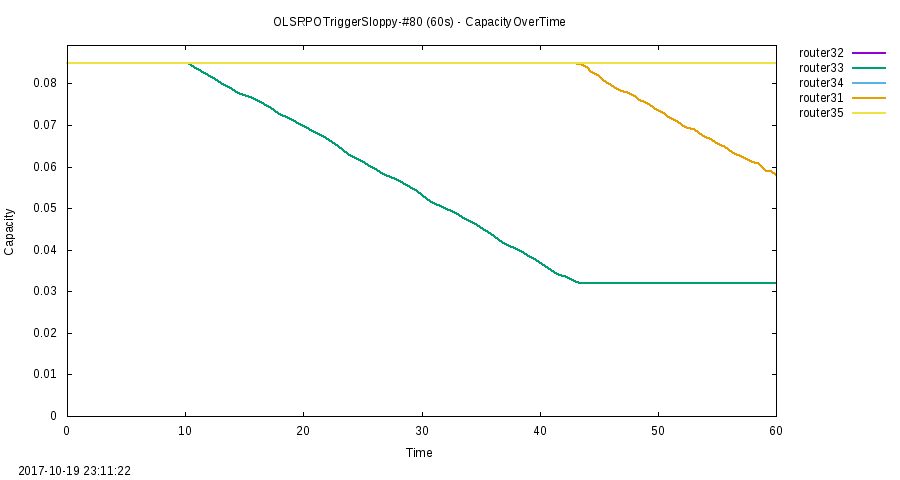 OLSRPOTriggerSloppy-#80 (60s) - CapacityOverTime
router32
router33
router34
router31
router35
0.08
0.07
0.06
0.05
0.04
0.03
0.02
0.01
0
Capacity
0 10 20 30 40 50 60
Time
2017-10-19 23:11:22